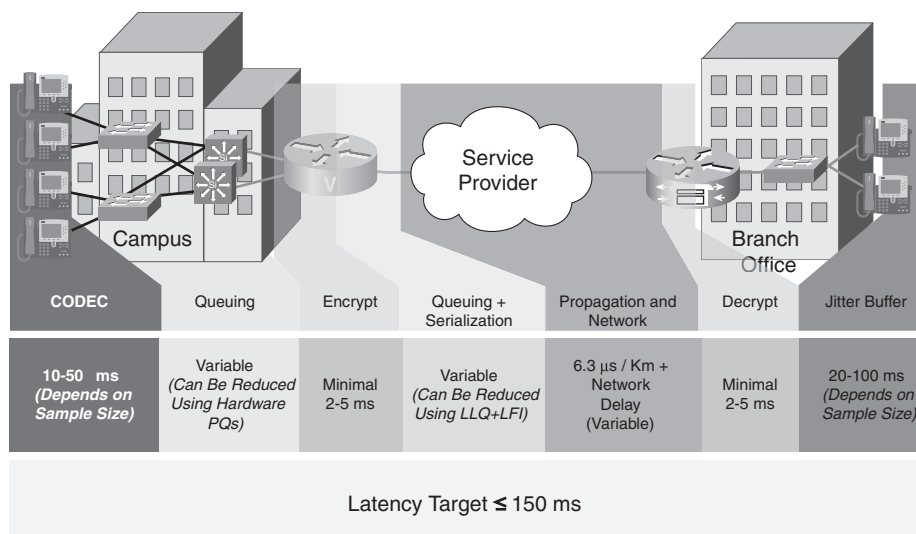 Service
Provider
V
Si
Si
Campus
Branch
Office
CODEC
Queuing
Encrypt
Queuing +
Serialization
Propagation and
Network
Decrypt
Jitter Buffer
10-50 ms
(Depends on
Sample Size)
Variable
(Can Be Reduced
Using Hardware
PQs)
Minimal
2-5 ms
Variable
(Can Be Reduced
Using LLQ+LFI)
6.3 μs / Km +
Network
Delay
(Variable)
Minimal
2-5 ms
20-100 ms
(Depends on
Sample Size)
Latency Target ≤ 150 ms